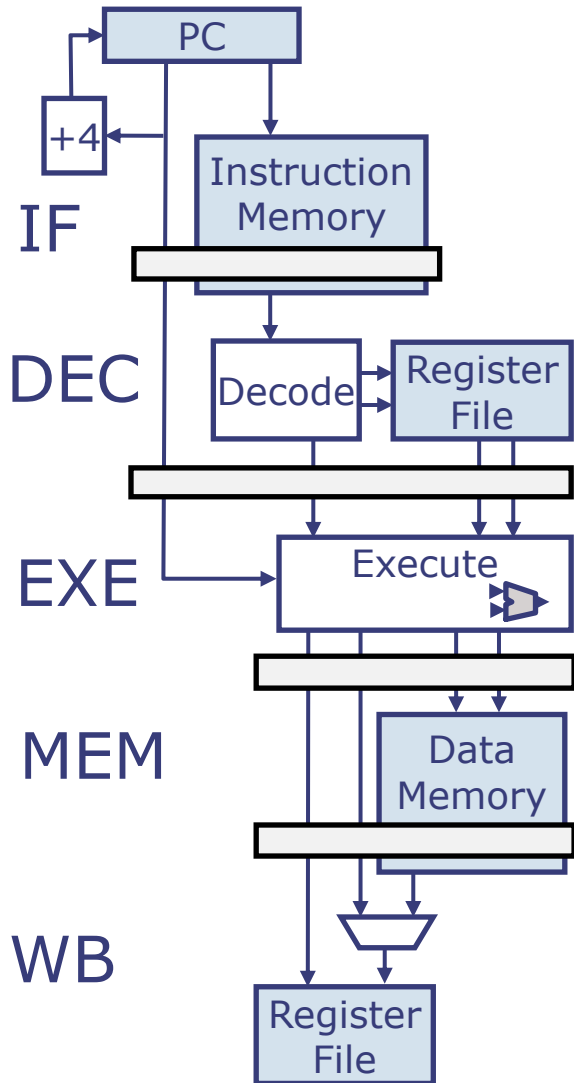 PC
+4
Instruction
Memory
IF
DEC
Decode
Register
File
EXE
Execute
MEM
Data
Memory
WB
Register
File